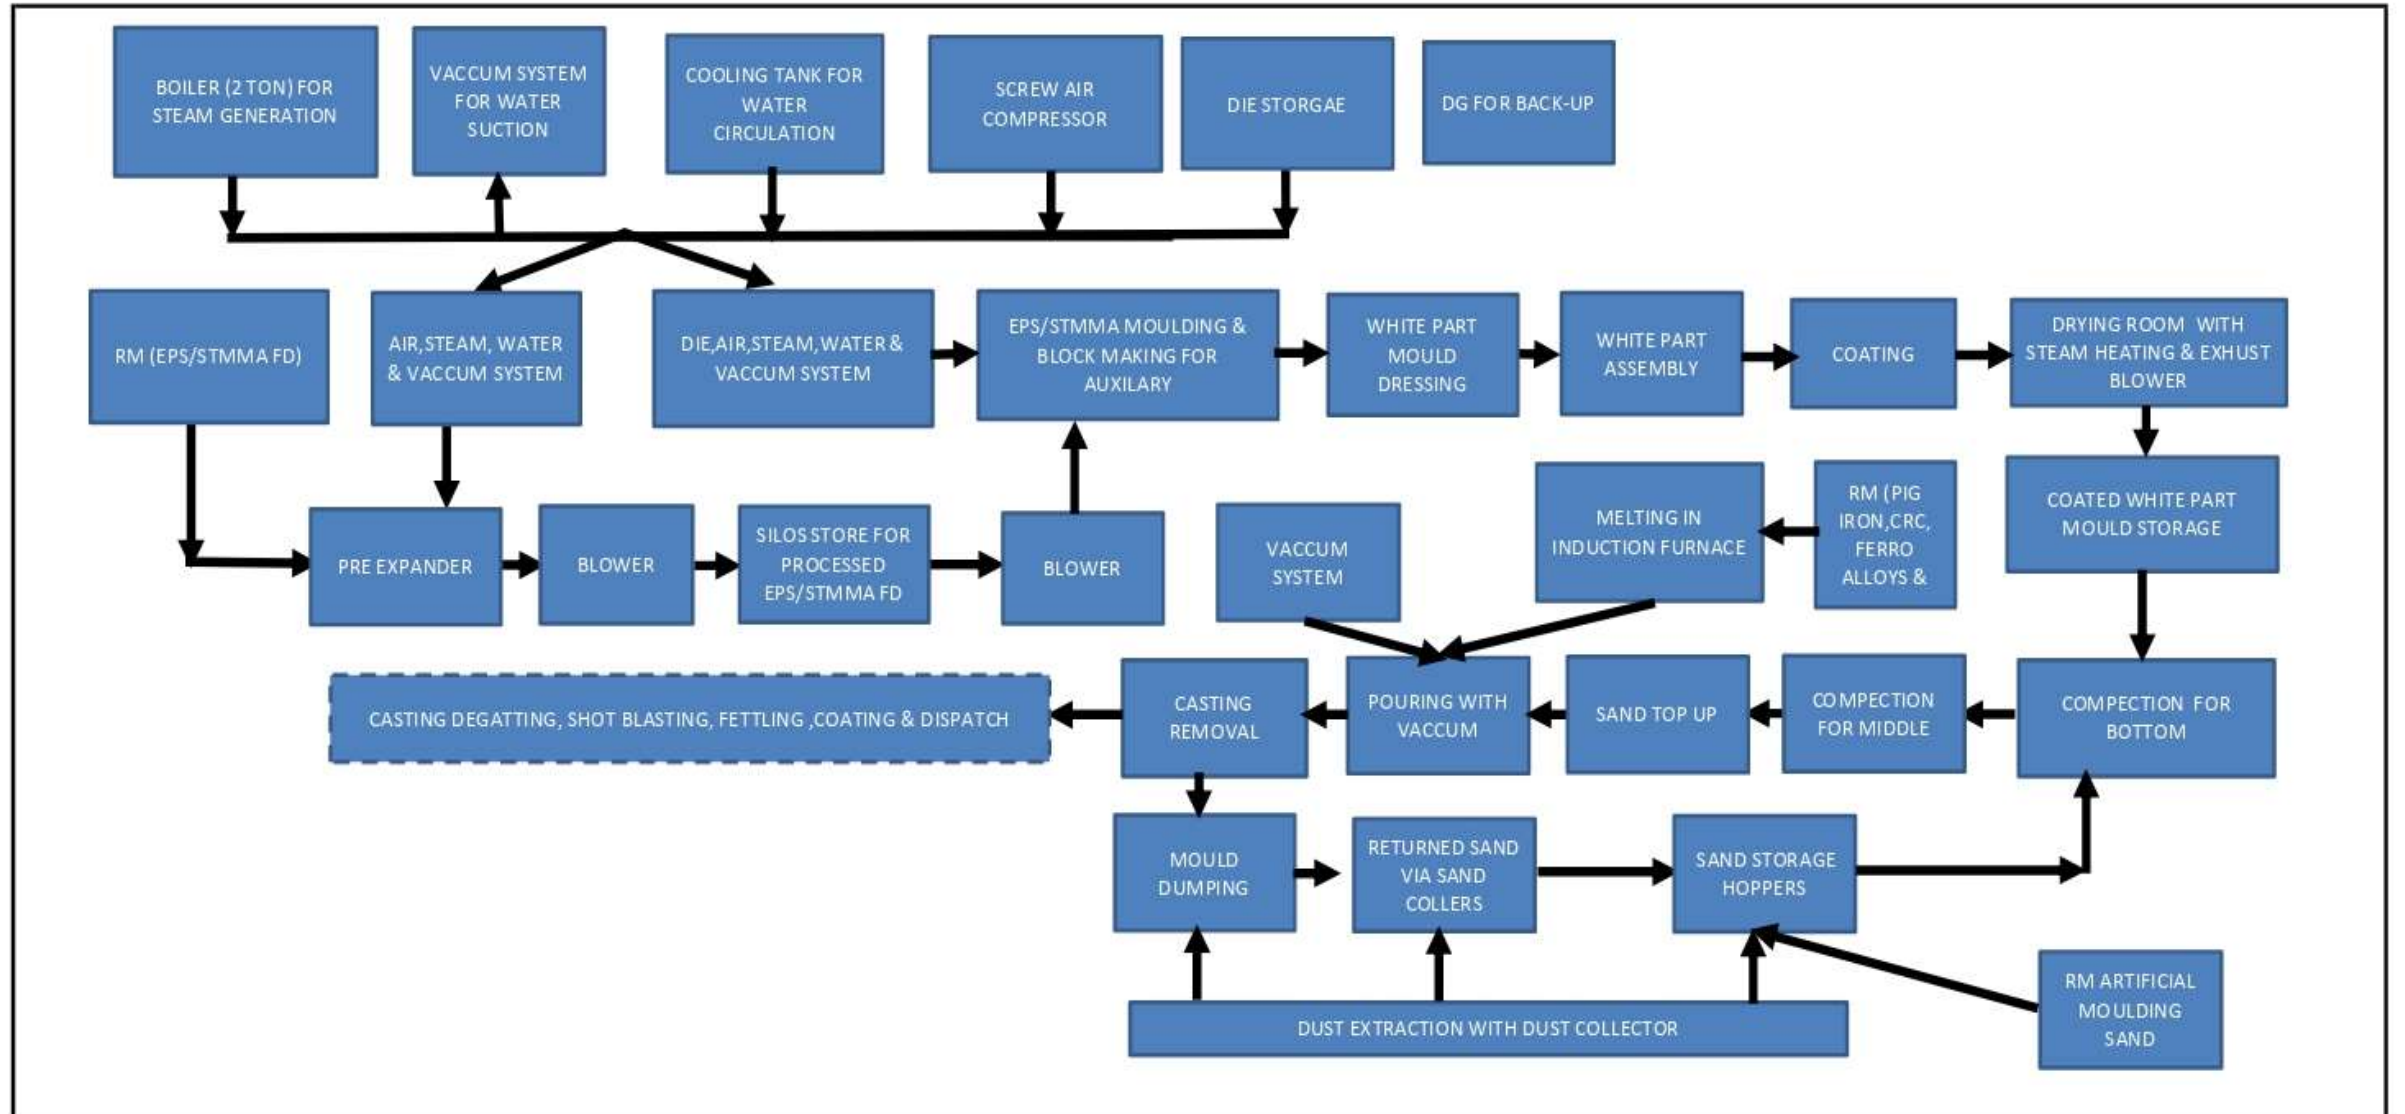 BOILER (2 TON) FOR
STEAM GENERATION
VACCUM SYSTEM
FOR WATER
SUCTION
COOLING TANK FOR
WATER
CIRCULATION
SCREW AIR
COMPRESSOR
DIE STORGAE
DG FOR BACK-UP
RM (EPS/STMMA FD)
AIR,STEAM, WATER
& VACCUM SYSTEM
DIE,AIR,STEAM,WATER &
VACCUM SYSTEM
EPS/STMMA MOULDING &
BLOCK MAKING FOR
AUXILARY
WHITE PART
MOULD
DRESSING
WHITE PART
ASSEMBLY
COATING
DRYING ROOM WITH
STEAM HEATING & EXHUST
BLOWER
PRE EXPANDER
BLOWER
SILOS STORE FOR
PROCESSED
EPS/STMMA FD
BLOWER
VACCUM
SYSTEM
MELTING IN
INDUCTION FURNACE
RM (PIG
IRON,CRC,
FERRO
ALLOYS &
COATED WHITE PART
MOULD STORAGE
CASTING DEGATTING, SHOT BLASTING, FETTLING ,COATING & DISPATCH
CASTING
REMOVAL
POURING WITH
VACCUM
SAND TOP UP
COMPECTION
FOR MIDDLE
COMPECTION FOR
BOTTOM
MOULD
DUMPING
RETURNED SAND
VIA SAND
COLLERS
SAND STORAGE
HOPPERS
DUST EXTRACTION WITH DUST COLLECTOR
RM ARTIFICIAL
MOULDING
SAND